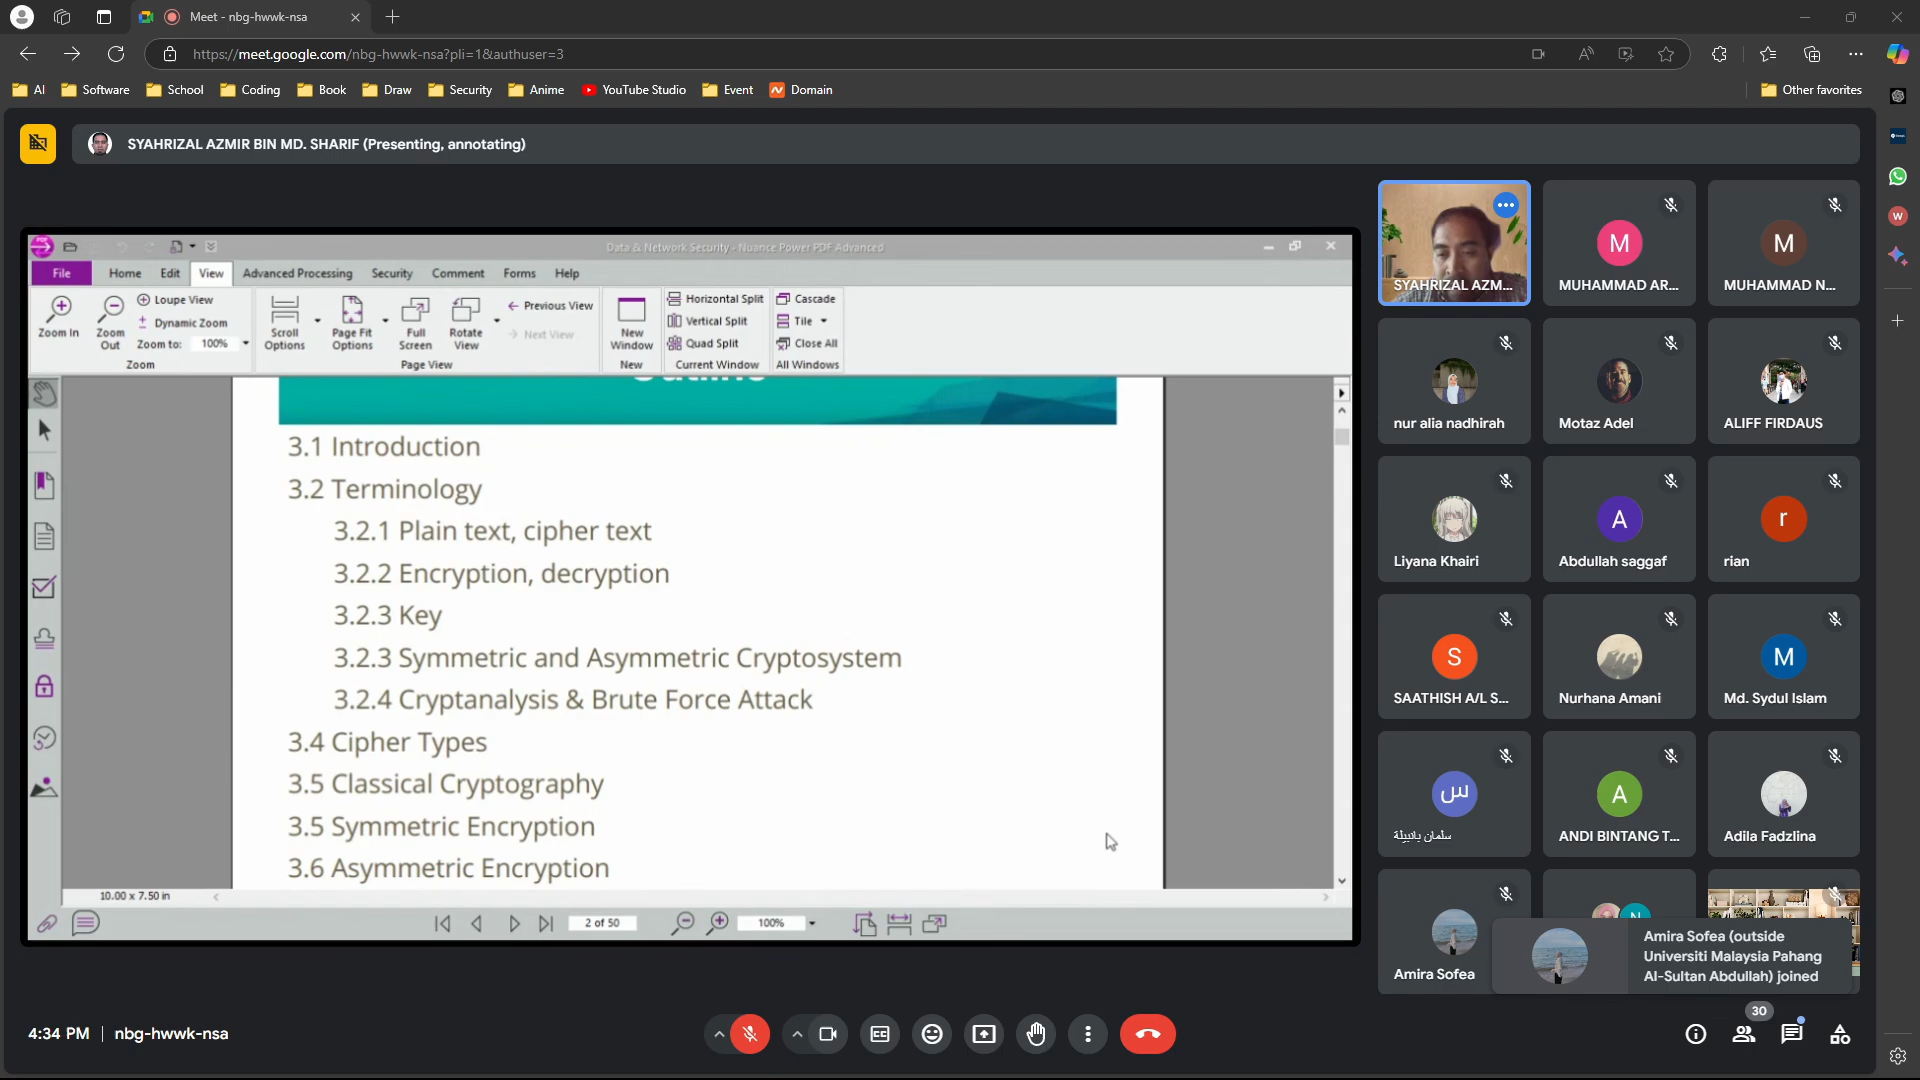 Meet - nbg-hwwk-nsa
https://meet.google.com/nbg-hwwk-nsa?pli=1&authuser=3
AI Software School Coding Book Draw Security Anime YouTube Studio Event Domain Other favorites
SYAHRIZAL AZMIR BIN MD. SHARIF (Presenting, annotating)
Data & Network Security - Nuance Power PDF Advanced
File Home Edit View Advanced Processing Security Comment Forms Help
Zoom In
Zoom Out
Loupe View
Dynamic Zoom
Zoom to: 100%
Zoom
Scroll Options
Page Fit Options
Full Screen
Rotate View
Previous View
Next View
Page View
New Window
New
Horizontal Split
Vertical Split
Quad Split
Current Window
Cascade
Tile
Close All
All Windows
Outline
3.1 Introduction
3.2 Terminology
3.2.1 Plain text, cipher text
3.2.2 Encryption, decryption
3.2.3 Key
3.2.3 Symmetric and Asymmetric Cryptosystem
3.2.4 Cryptanalysis & Brute Force Attack
3.4 Cipher Types
3.5 Classical Cryptography
3.5 Symmetric Encryption
3.6 Asymmetric Encryption
10.00 x 7.50 in
2 of 50
100%
SYAHRIZAL AZM...
M
MUHAMMAD AR...
M
MUHAMMAD N...
nur alia nadhirah
Motaz Adel
ALIFF FIRDAUS
Liyana Khairi
A
Abdullah saggaf
r
rian
S
SAATHISH A/L S...
Nurhana Amani
M
Md. Sydul Islam
س
سلمان بانبيلة
A
ANDI BINTANG T...
Adila Fadzlina
Amira Sofea
N
Amira Sofea (outside
Universiti Malaysia Pahang
Al-Sultan Abdullah) joined
4:34 PM | nbg-hwwk-nsa
30